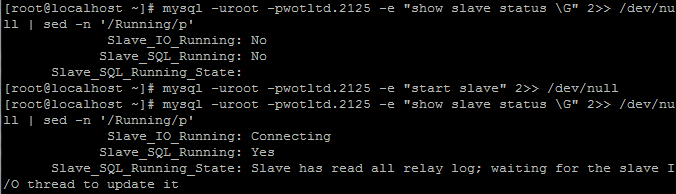 [root@localhost ~]# mysql -uroot -pwotltd.2125 -e "show slave status \G" 2>> /dev/nu
ll | sed -n '/Running/p'
Slave_IO_Running: No
Slave_SQL_Running: No
Slave_SQL_Running_State:
[root@localhost ~]# mysql -uroot -pwotltd.2125 -e "start slave" 2>> /dev/null
[root@localhost ~]# mysql -uroot -pwotltd.2125 -e "show slave status \G" 2>> /dev/nu
ll | sed -n '/Running/p'
Slave_IO_Running: Connecting
Slave_SQL_Running: Yes
Slave_SQL_Running_State: Slave has read all relay log; waiting for the slave I
/O thread to update it